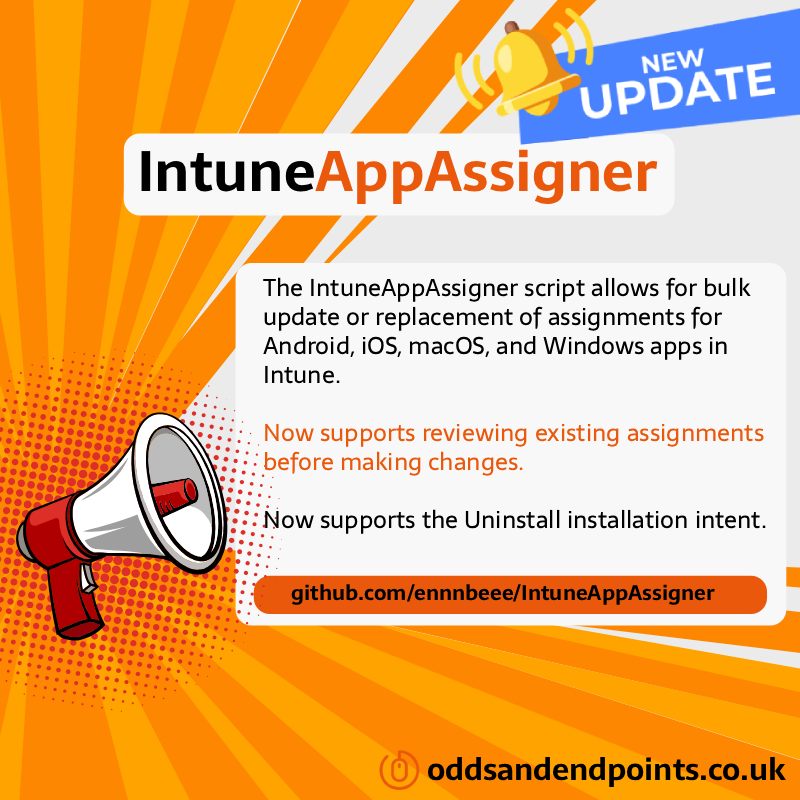 NEW
UPDATE
IntuneAppAssigner
The IntuneAppAssigner script allows for bulk
update or replacement of assignments for
Android, iOS, macOS, and Windows apps in
Intune.
Now supports reviewing existing assignments
before making changes.
Now supports the Uninstall installation intent.
github.com/ennnbeee/IntuneAppAssigner
oddsandendpoints.co.uk